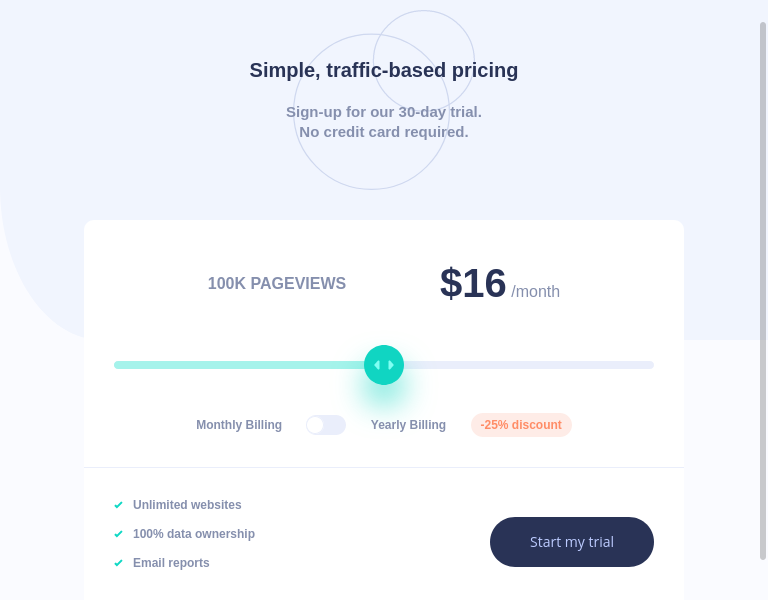 Simple, traffic-based pricing
Sign-up for our 30-day trial.
No credit card required.
100K PAGEVIEWS
$16 /month
Monthly Billing
Yearly Billing
-25% discount
Unlimited websites
100% data ownership
Email reports
Start my trial